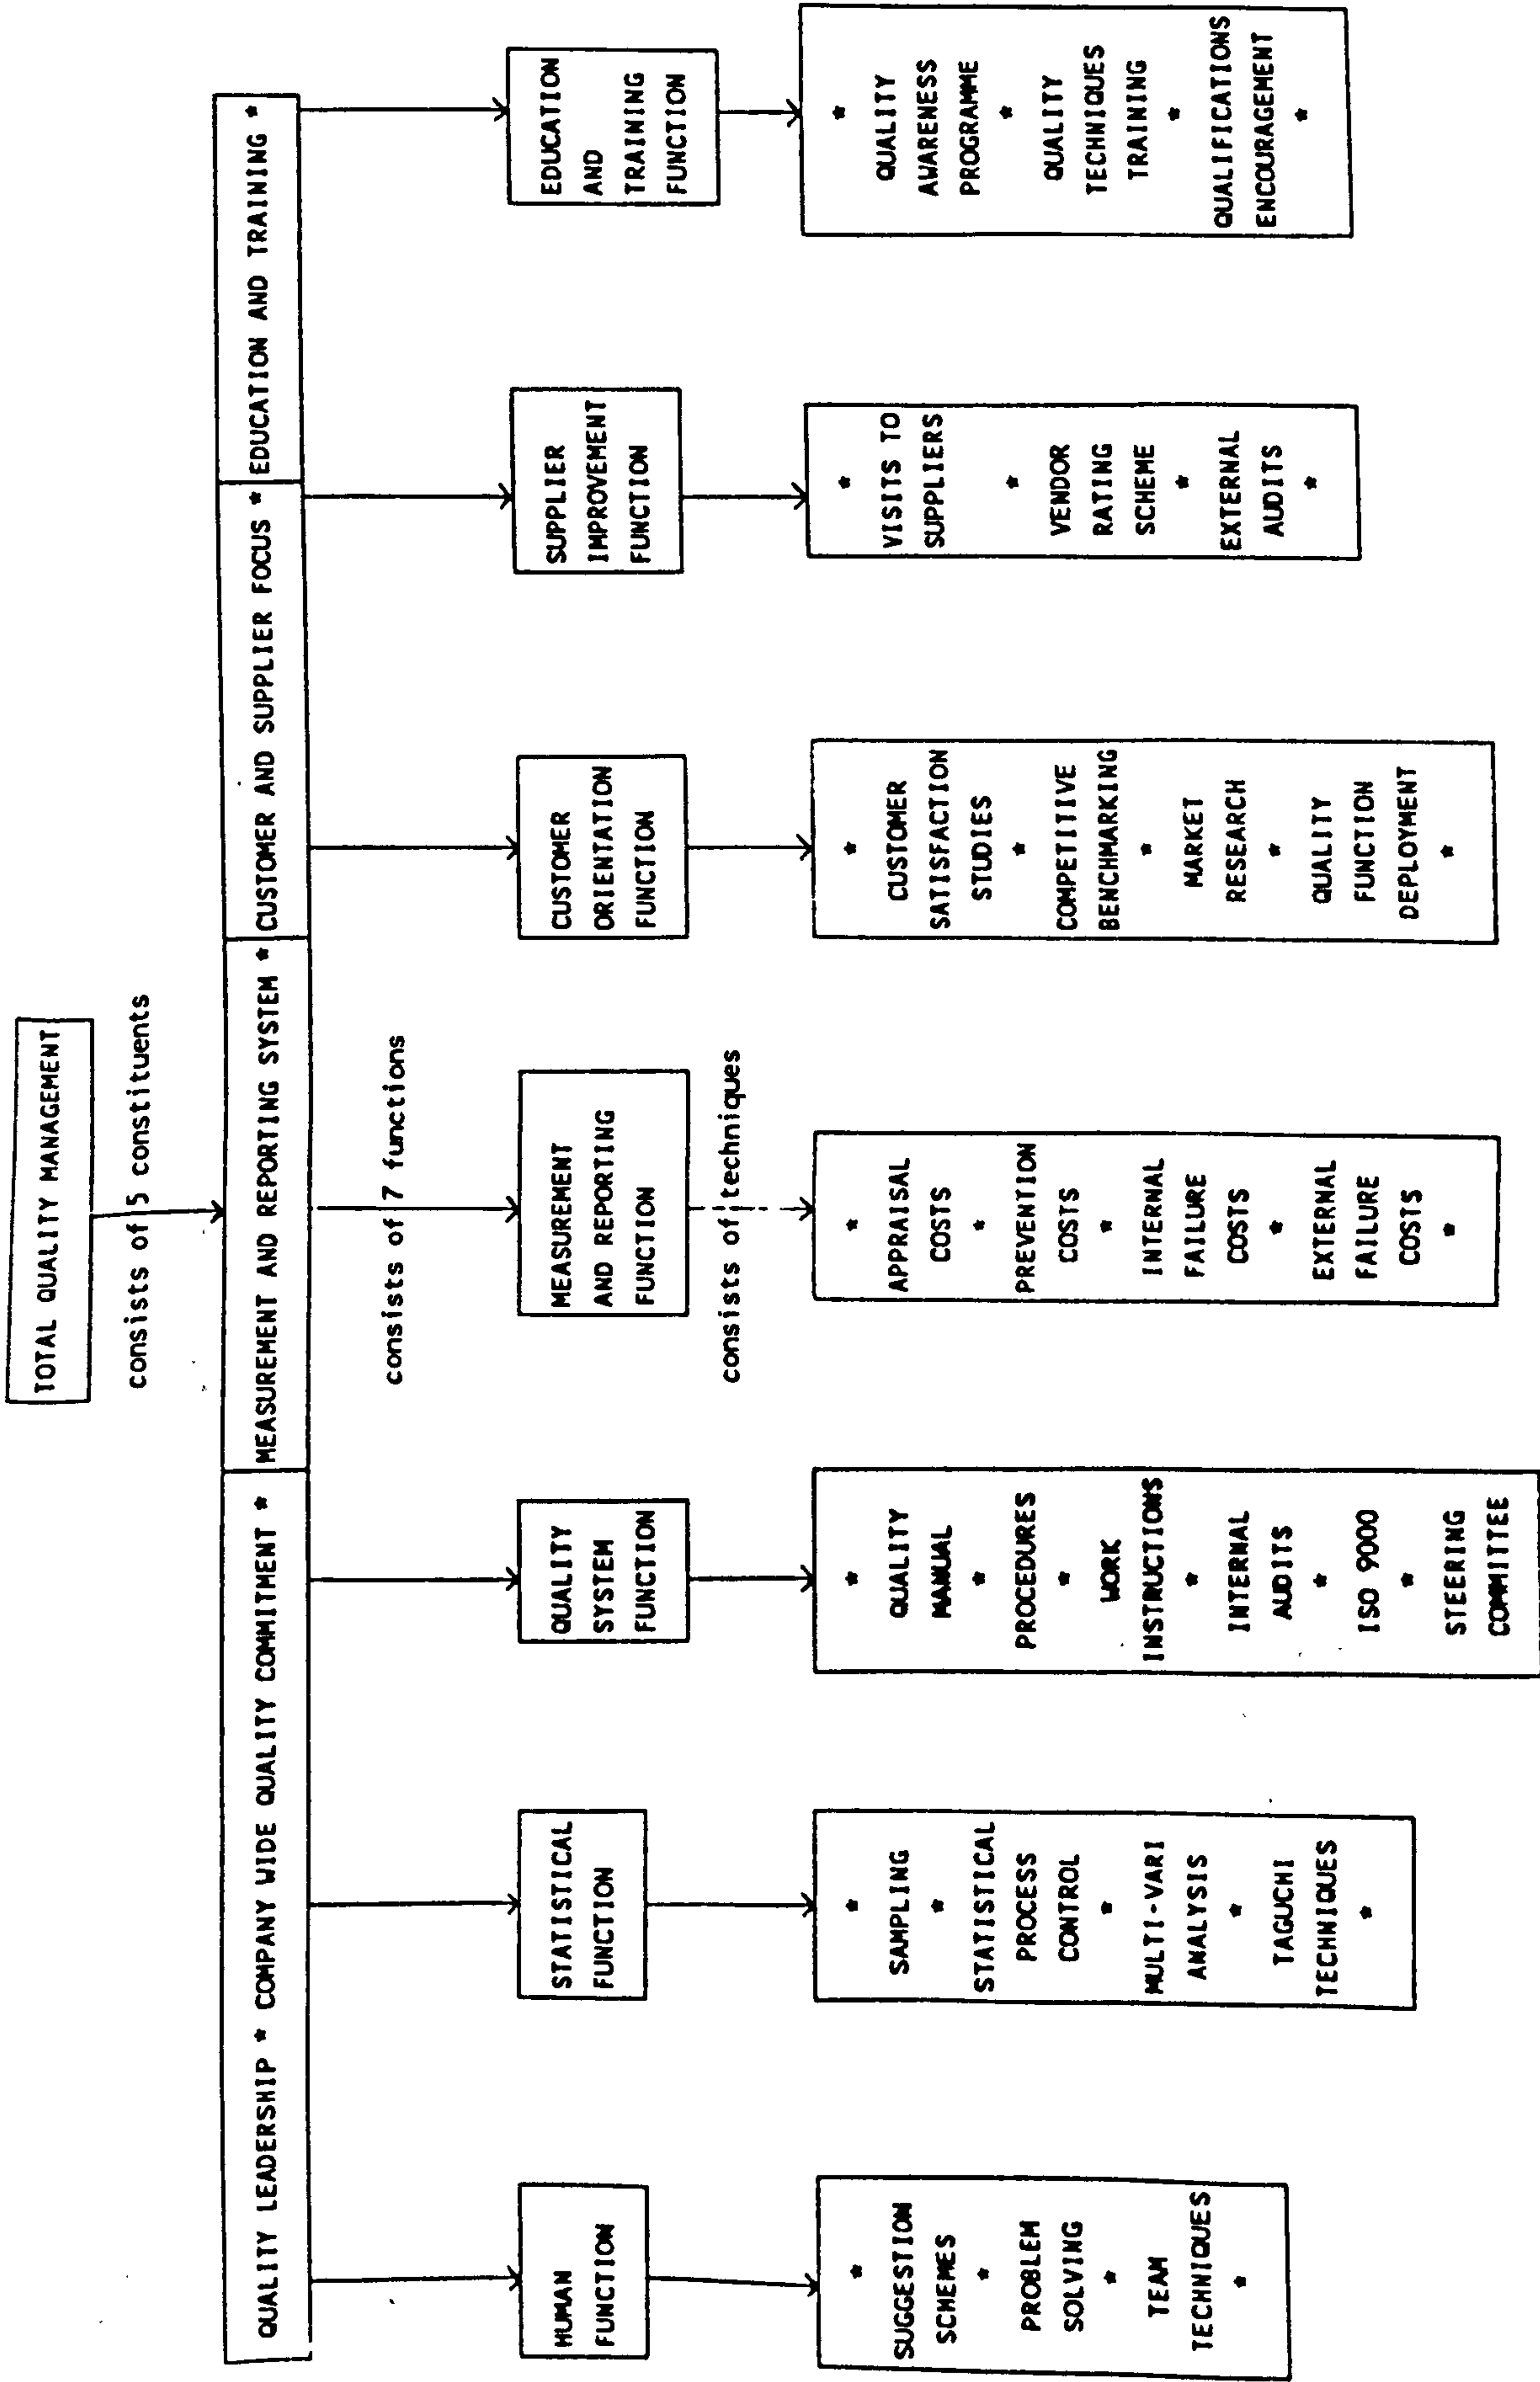 TOTAL QUALITY MANAGEMENT
consists of 5 constituents
QUALITY LEADERSHIP * COMPANY WIDE QUALITY COMMITMENT * MEASUREMENT AND REPORTING SYSTEM * CUSTOMER AND SUPPLIER FOCUS * EDUCATION AND TRAINING *
consists of 7 functions
HUMAN
FUNCTION
STATISTICAL
FUNCTION
QUALITY
SYSTEM
FUNCTION
MEASUREMENT
AND REPORTING
FUNCTION
CUSTOMER
ORIENTATION
FUNCTION
SUPPLIER
IMPROVEMENT
FUNCTION
EDUCATION
AND
TRAINING
FUNCTION
consists of techniques
*
SUGGESTION
SCHEMES
*
PROBLEM
SOLVING
*
TEAM
TECHNIQUES
*
*
SAMPLING
*
STATISTICAL
PROCESS
CONTROL
*
MULTI-VARI
ANALYSIS
*
TAGUCHI
TECHNIQUES
*
*
QUALITY
MANUAL
*
PROCEDURES
*
WORK
INSTRUCTIONS
*
INTERNAL
AUDITS
*
ISO 9000
*
STEERING
COMMITTEE
*
APPRAISAL
COSTS
*
PREVENTION
COSTS
*
INTERNAL
FAILURE
COSTS
*
EXTERNAL
FAILURE
COSTS
*
*
CUSTOMER
SATISFACTION
STUDIES
*
COMPETITIVE
BENCHMARKING
*
MARKET
RESEARCH
*
QUALITY
FUNCTION
DEPLOYMENT
*
*
VISITS TO
SUPPLIERS
*
VENDOR
RATING
SCHEME
*
EXTERNAL
AUDITS
*
*
QUALITY
AWARENESS
PROGRAMME
*
QUALITY
TECHNIQUES
TRAINING
*
QUALIFICATIONS
ENCOURAGEMENT
*